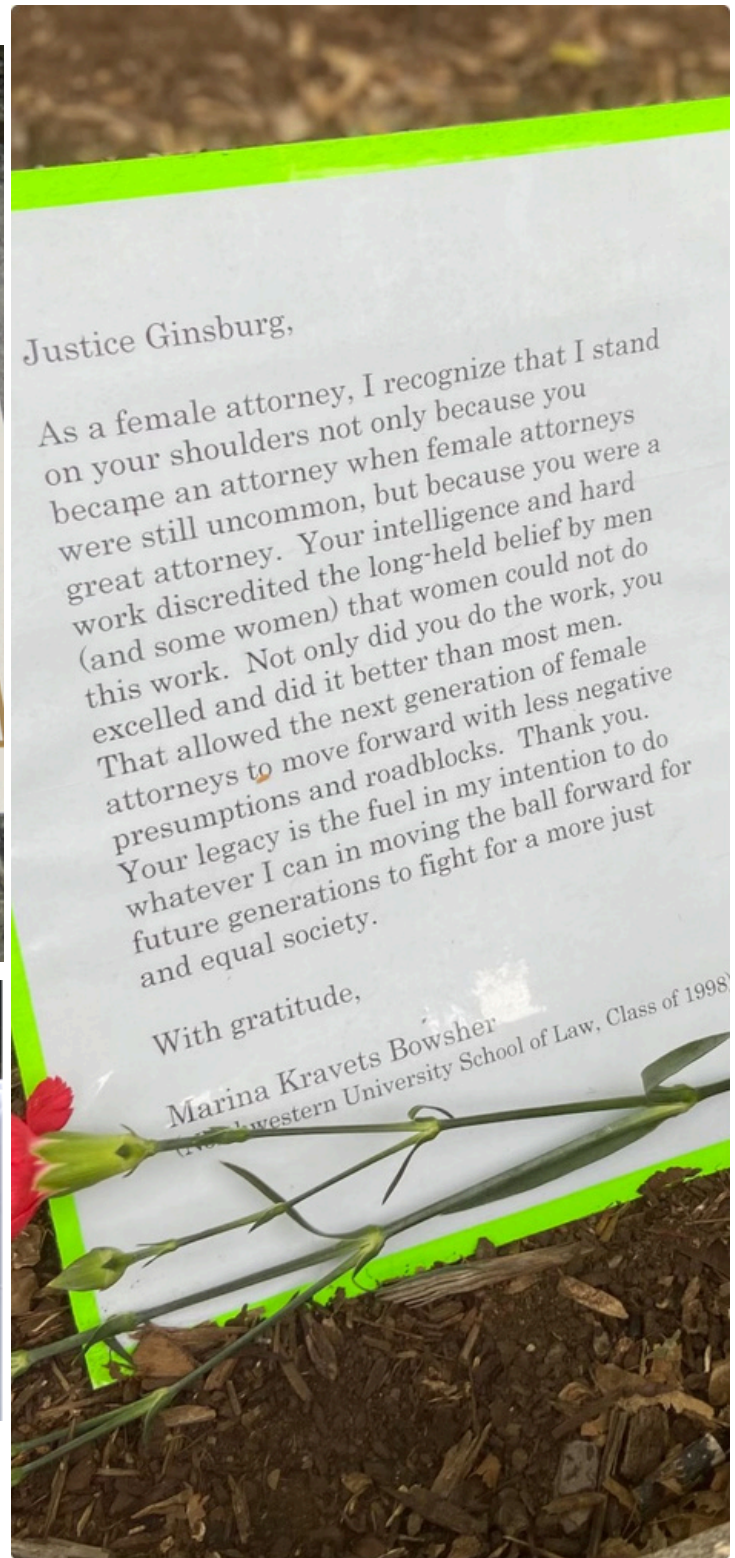 Justice Ginsburg,
As a female attorney, I recognize that I stand
on your shoulders not only because you
became an attorney when female attorneys
were still uncommon, but because you were a
great attorney.  Your intelligence and hard
work discredited the long-held belief by men
(and some women) that women could not do
this work.  Not only did you do the work, you
excelled and did it better than most men.
That allowed the next generation of female
attorneys to move forward with less negative
presumptions and roadblocks.  Thank you.
Your legacy is the fuel in my intention to do
whatever I can in moving the ball forward for
future generations to fight for a more just
and equal society.
With gratitude,
Marina Kravets Bowsher
(Northwestern University School of Law, Class of 1998)